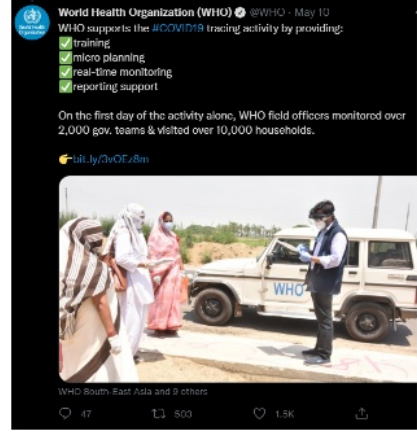 World Health Organization (WHO) @WHO · May 10
WHO supports the #COVID19 tracing activity by providing:
✅training
✅micro planning
✅real-time monitoring
✅reporting support
On the first day of the activity alone, WHO field officers monitored over
2,000 gov. teams & visited over 10,000 households.
👉bit.ly/3vOEz8m
WHO
WHO South-East Asia and 9 others
47 503 1.5K